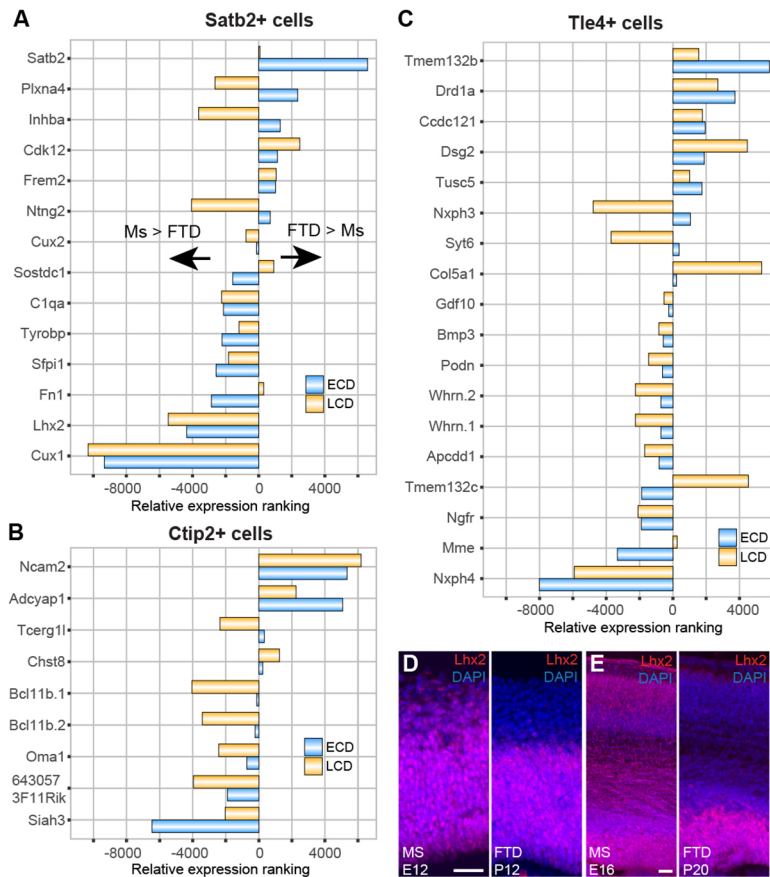 A
Satb2+ cells
Satb2
Plxna4
Inhba
Cdk12
Frem2
Ntng2
Cux2
Sostdc1
C1qa
Tyrobp
Sfpi1
Fn1
Lhx2
Cux1
Ms > FTD
FTD > Ms
ECD
LCD
-8000 -4000 0 4000
Relative expression ranking
B
Ctip2+ cells
Ncam2
Adcyap1
Tcerg1l
Chst8
Bcl11b.1
Bcl11b.2
Oma1
643057
3F11Rik
Siah3
ECD
LCD
-8000 -4000 0 4000
Relative expression ranking
C
Tle4+ cells
Tmem132b
Drd1a
Ccdc121
Dsg2
Tusc5
Nxph3
Syt6
Col5a1
Gdf10
Bmp3
Podn
Whrn.2
Whrn.1
Apcdd1
Tmem132c
Ngfr
Mme
Nxph4
ECD
LCD
-8000 -4000 0 4000
Relative expression ranking
D
Lhx2
DAPI
MS
E12
Lhx2
DAPI
FTD
P12
E
Lhx2
DAPI
MS
E16
Lhx2
DAPI
FTD
P20